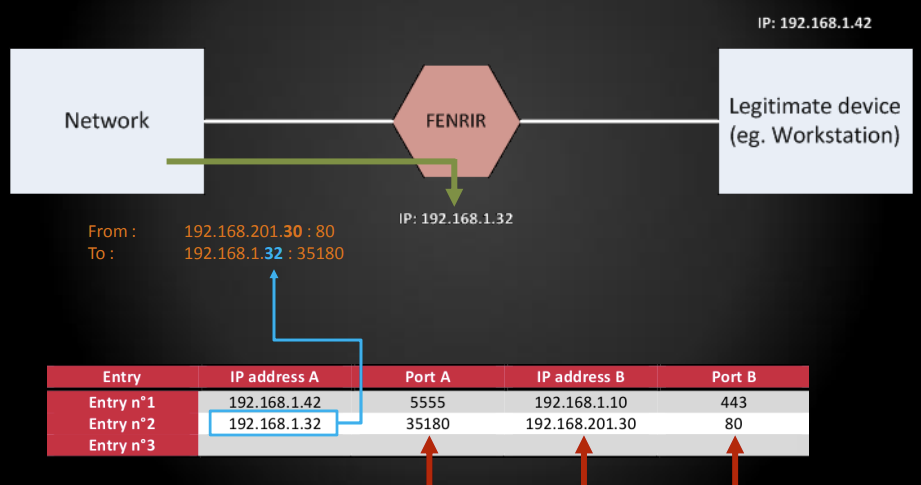 IP: 192.168.1.42
Network
FENRIR
Legitimate device
(eg. Workstation)
IP: 192.168.1.32
From : 192.168.201.30 : 80
To : 192.168.1.32 : 35180
Entry IP address A Port A IP address B Port B
Entry n°1 192.168.1.42 5555 192.168.1.10 443
Entry n°2 192.168.1.32 35180 192.168.201.30 80
Entry n°3